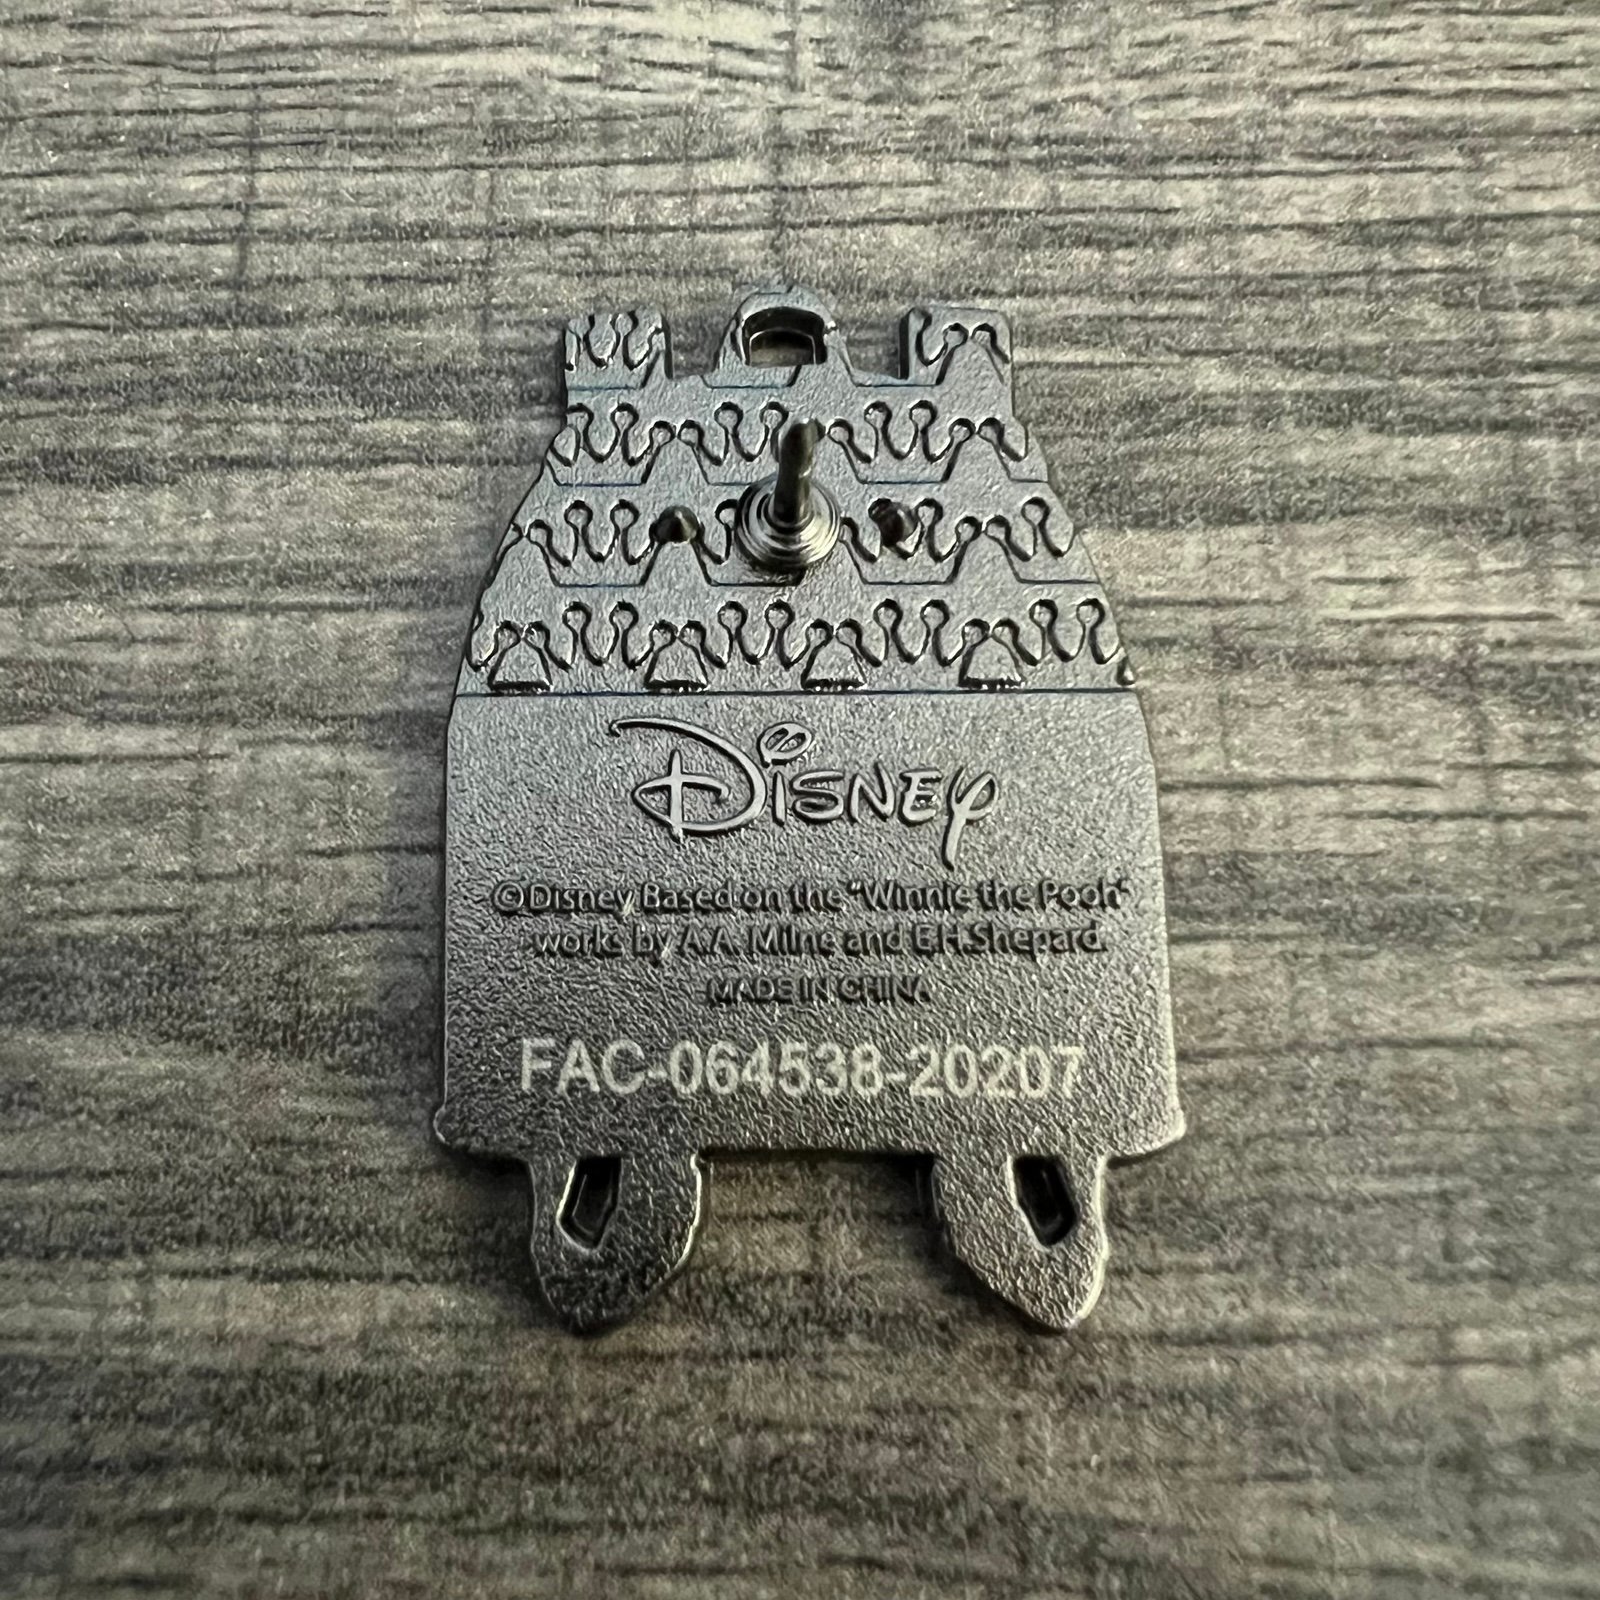 Disney
©Disney Based on the "Winnie the Pooh"
works by A.A. Milne and E.H.Shepard.
MADE IN CHINA
FAC-064538-20207